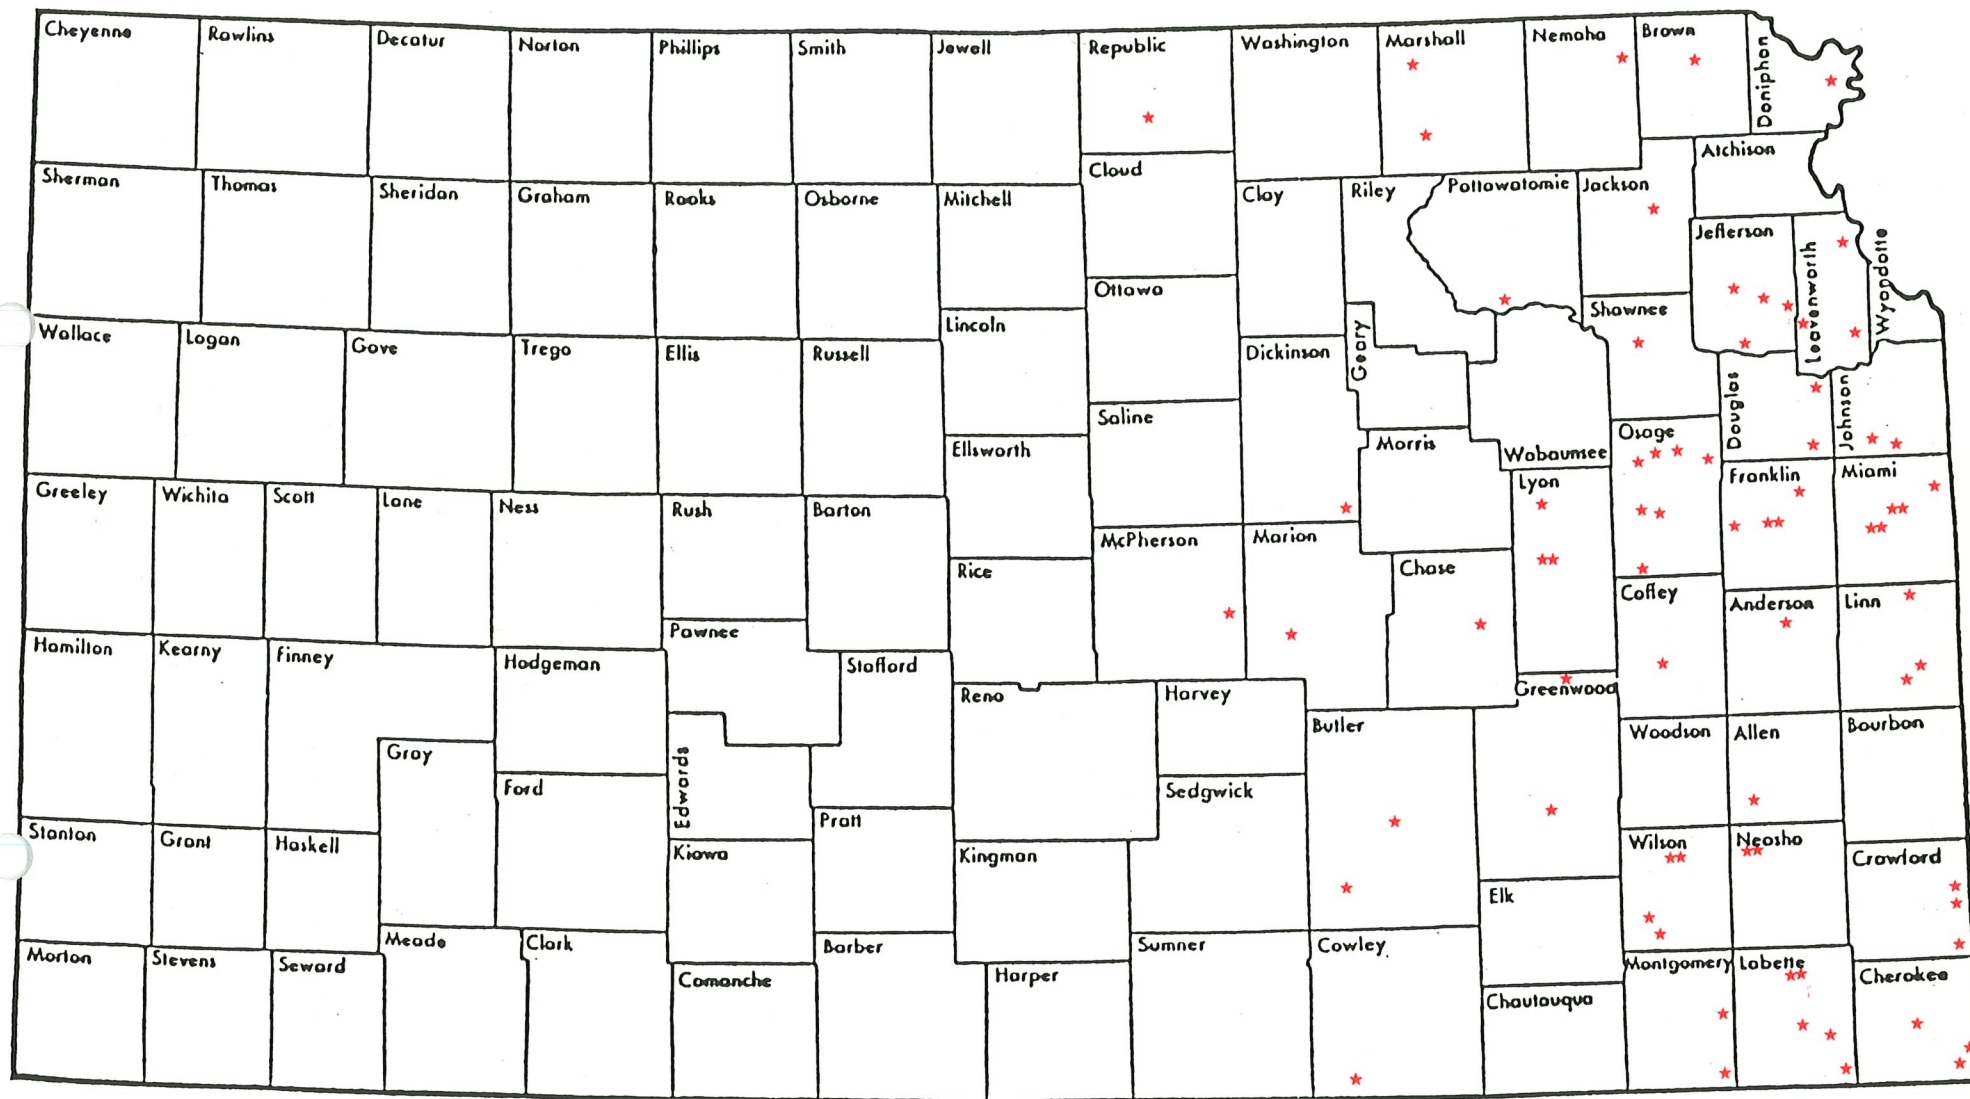 Cheyenne
Rawlins
Decatur
Norton
Phillips
Smith
Jewell
Republic
Washington
Marshall
Nemaha
Brown
Doniphan
Atchison
Sherman
Thomas
Sheridan
Graham
Rooks
Osborne
Mitchell
Cloud
Clay
Riley
Pottawatomie
Jackson
Jefferson
Leavenworth
Wyandotte
Ottawa
Shawnee
Wallace
Logan
Gove
Trego
Ellis
Russell
Lincoln
Dickinson
Geary
Douglas
Johnson
Saline
Morris
Wabaunsee
Osage
Ellsworth
Greeley
Wichita
Scott
Lane
Ness
Rush
Barton
Lyon
Franklin
Miami
McPherson
Marion
Rice
Chase
Coffey
Anderson
Linn
Hamilton
Kearny
Finney
Hodgeman
Pawnee
Stafford
Reno
Harvey
Greenwood
Butler
Woodson
Allen
Bourbon
Gray
Ford
Edwards
Sedgwick
Pratt
Stanton
Grant
Haskell
Kiowa
Kingman
Wilson
Neosho
Crawford
Elk
Morton
Stevens
Seward
Meade
Clark
Comanche
Barber
Harper
Sumner
Cowley
Chautauqua
Montgomery
Labette
Cherokee